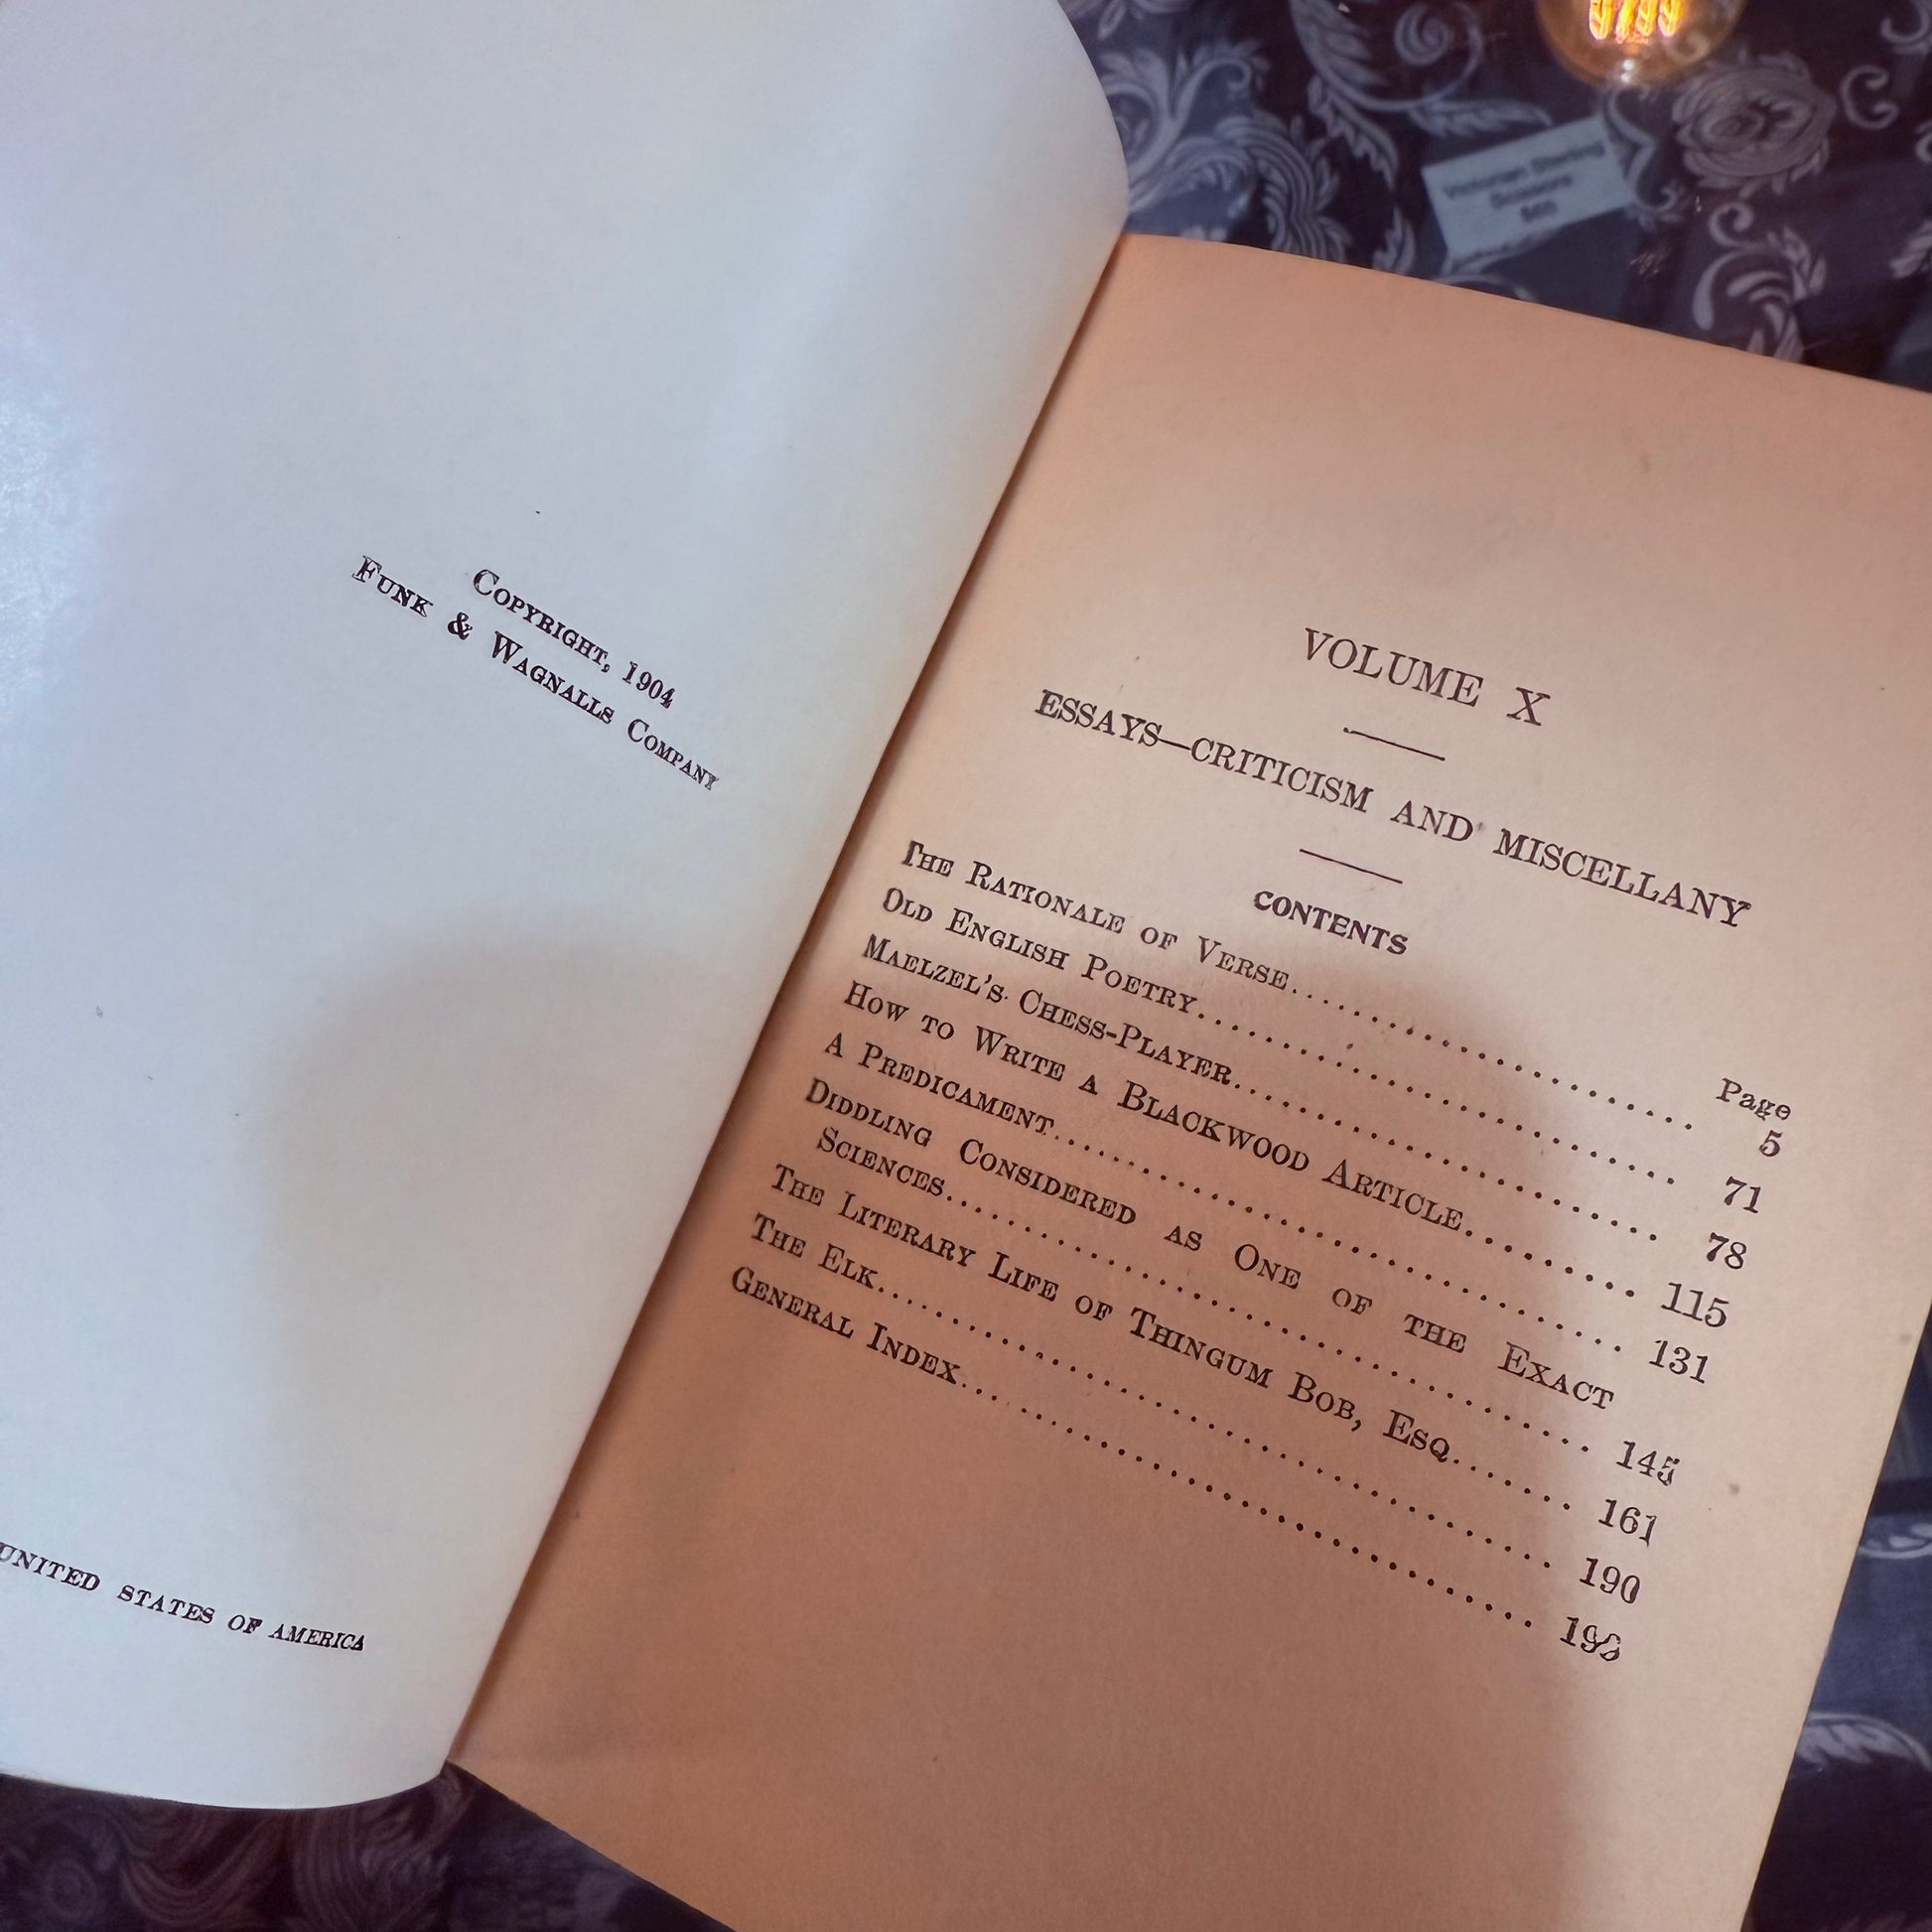 COPYRIGHT, 1904
FUNK & WAGNALLS COMPANY
UNITED STATES OF AMERICA
VOLUME X
ESSAYS—CRITICISM AND MISCELLANY
CONTENTS
Page
THE RATIONALE OF VERSE.................... 5
OLD ENGLISH POETRY........................ 71
MAELZEL'S CHESS-PLAYER.................... 78
HOW TO WRITE A BLACKWOOD ARTICLE.......... 115
A PREDICAMENT............................. 131
DIDDLING CONSIDERED AS ONE OF THE EXACT
SCIENCES.................................. 145
THE LITERARY LIFE OF THINGUM BOB, ESQ....... 161
THE ELK................................... 190
GENERAL INDEX.............................
Victorian Sterling